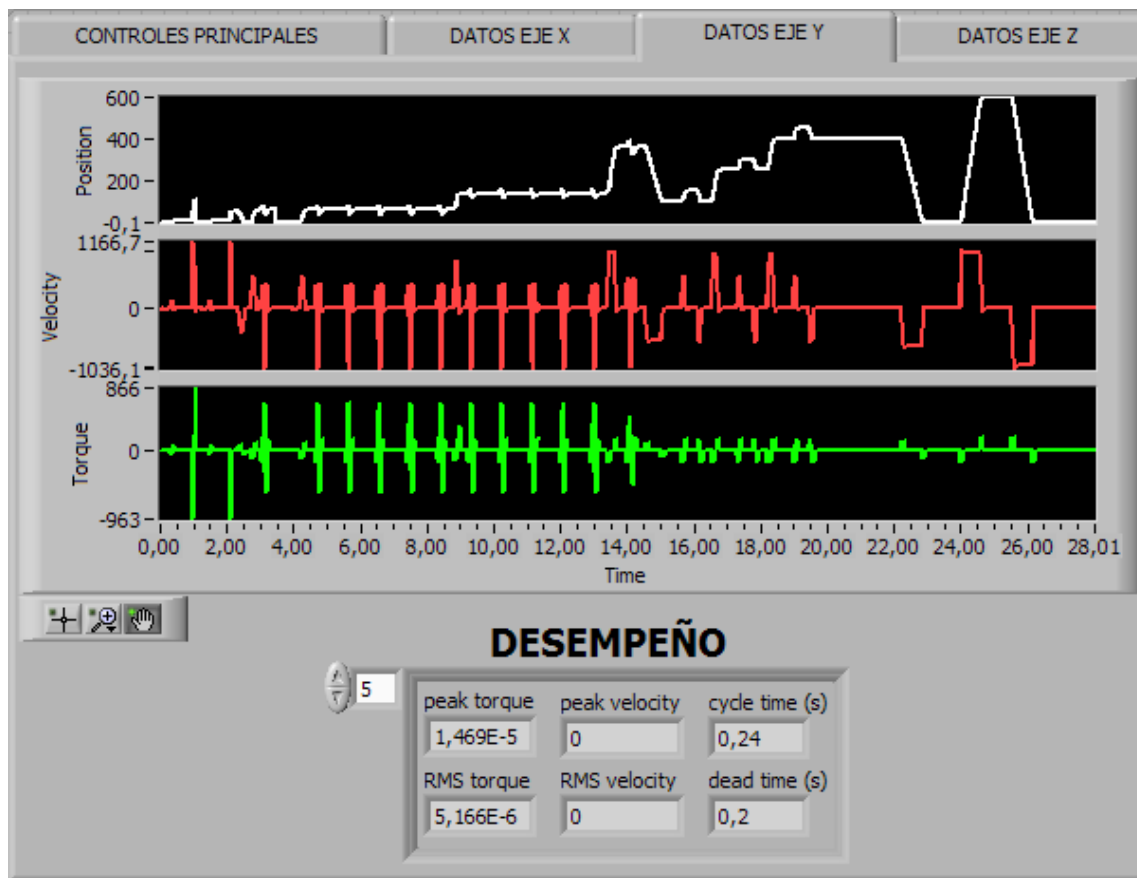 CONTROLES PRINCIPALES DATOS EJE X DATOS EJE Y DATOS EJE Z
600
400
Position
200
-0,1
1166,7
Velocity
0
-1036,1
866
Torque
0
-963
0,00 2,00 4,00 6,00 8,00 10,00 12,00 14,00 16,00 18,00 20,00 22,00 24,00 26,00 28,01
Time
DESEMPEÑO
5
peak torque peak velocity cycle time (s)
1,469E-5 0 0,24
RMS torque RMS velocity dead time (s)
5,166E-6 0 0,2